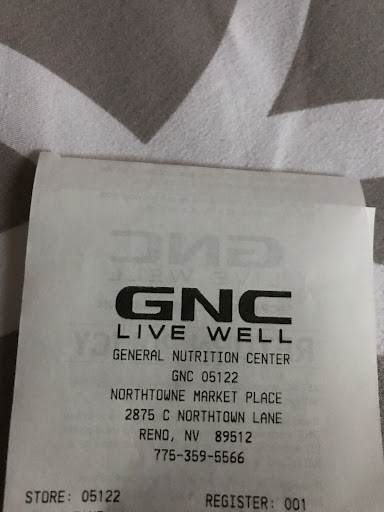 GNC
LIVE WELL
GENERAL NUTRITION CENTER
GNC 05122
NORTHTOWNE MARKET PLACE
2875 C NORTHTOWN LANE
RENO, NV 89512
775-359-5566
STORE: 05122 REGISTER: 001